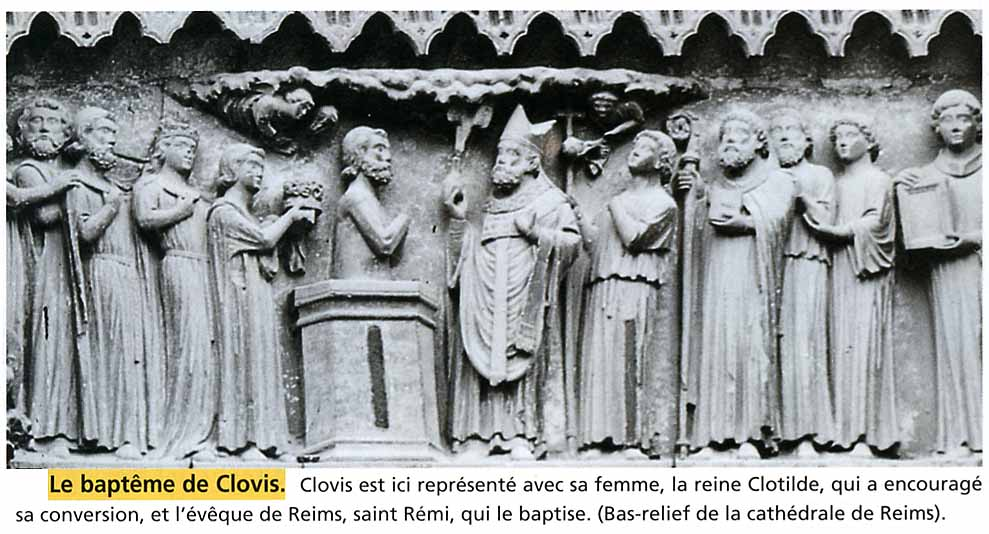 Le baptême de Clovis. Clovis est ici représenté avec sa femme, la reine Clotilde, qui a encouragé
sa conversion, et l'évêque de Reims, saint Rémi, qui le baptise. (Bas-relief de la cathédrale de Reims).